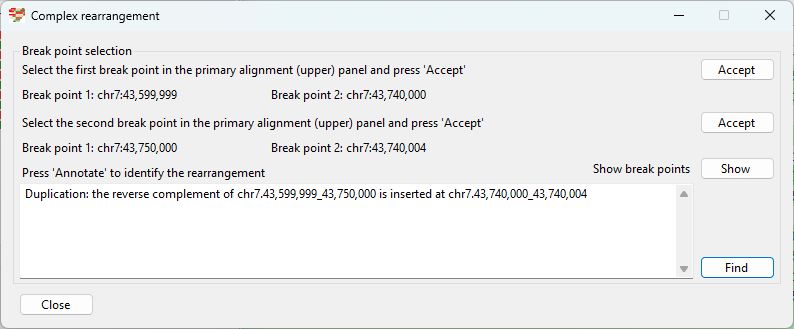 Complex rearrangement
Break point selection
Select the first break point in the primary alignment (upper) panel and press 'Accept'
Accept
Break point 1: chr7:43,599,999 Break point 2: chr7:43,740,000
Select the second break point in the primary alignment (upper) panel and press 'Accept'
Accept
Break point 1: chr7:43,750,000 Break point 2: chr7:43,740,004
Press 'Annotate' to identify the rearrangement
Show break points Show
Duplication: the reverse complement of chr7.43,599,999_43,750,000 is inserted at chr7.43,740,000_43,740,004
Find
Close